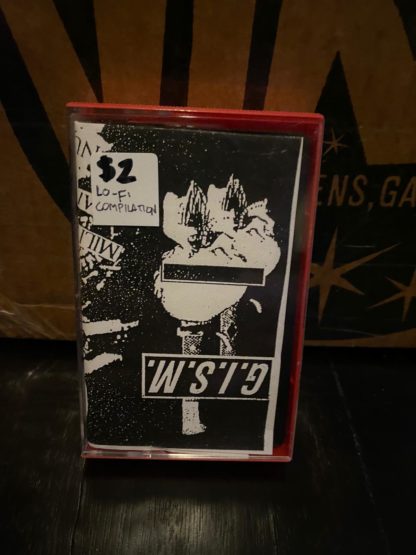 $2
LO-FI
COMPILATION
G.I.S.M.
ENS, GA